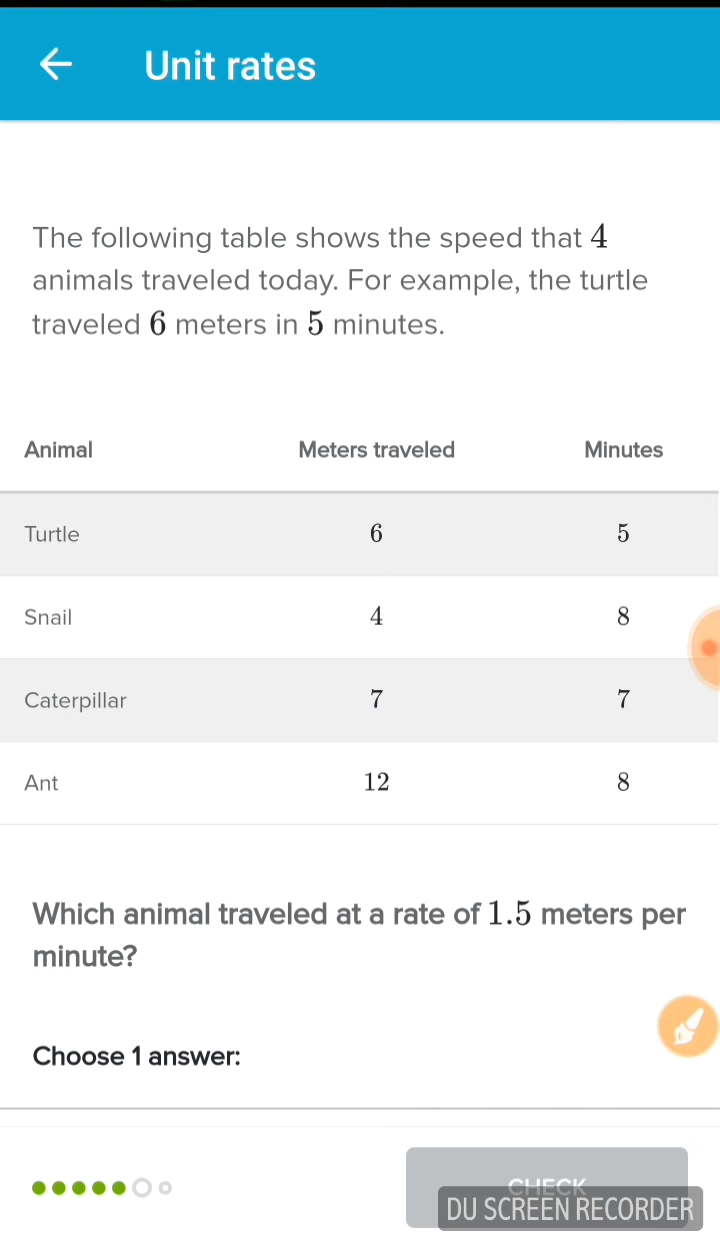 Unit rates
The following table shows the speed that 4
animals traveled today. For example, the turtle
traveled 6 meters in 5 minutes.
Animal Meters traveled Minutes
Turtle 6 5
Snail 4 8
Caterpillar 7 7
Ant 12 8
Which animal traveled at a rate of 1.5 meters per
minute?
Choose 1 answer:
CHECK
DU SCREEN RECORDER